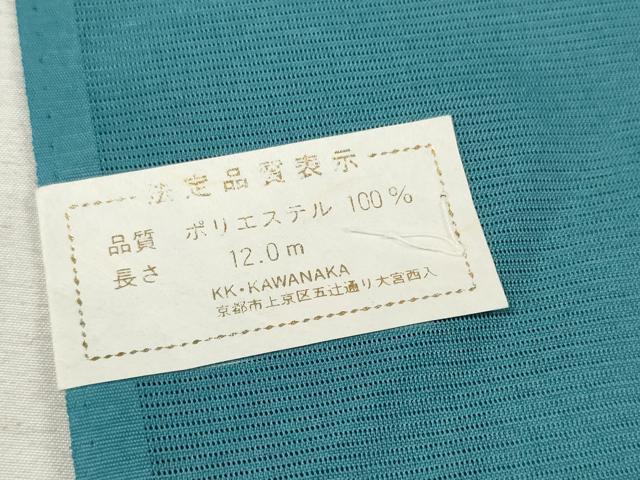 法定品質表示
品質 ポリエステル 100%
長さ 12.0m
KK・KAWANAKA
京都市上京区五辻通り大宮西入